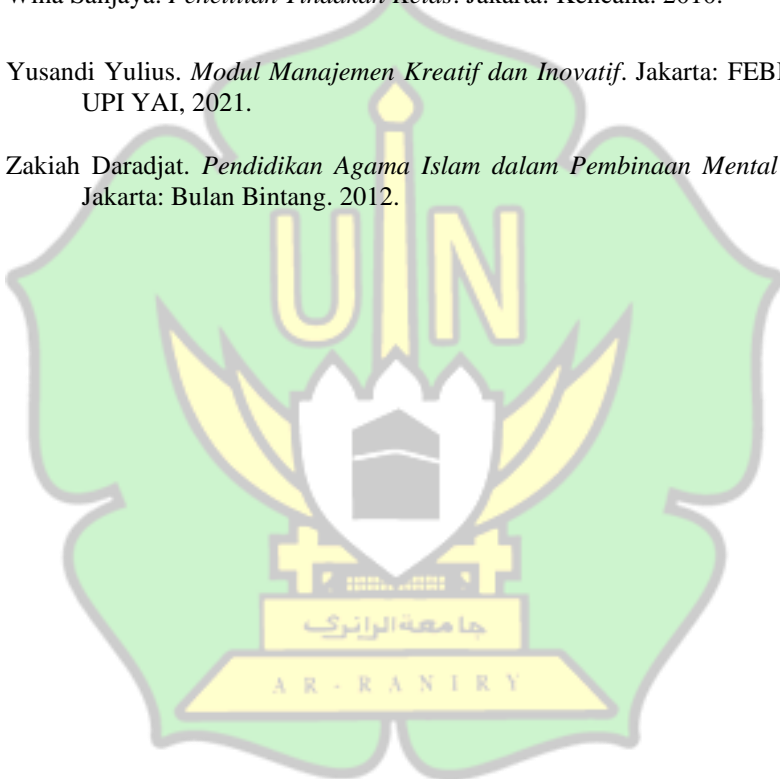 Wina Sanjaya. Penelitian Tindakan Kelas. Jakarta: Kencana. 2016.
Yusandi Yulius. Modul Manajemen Kreatif dan Inovatif. Jakarta: FEBI
UPI YAI, 2021.
Zakiah Daradjat. Pendidikan Agama Islam dalam Pembinaan Mental
Jakarta: Bulan Bintang. 2012.
UIN
جامعة الرانري
AR-RANIRY